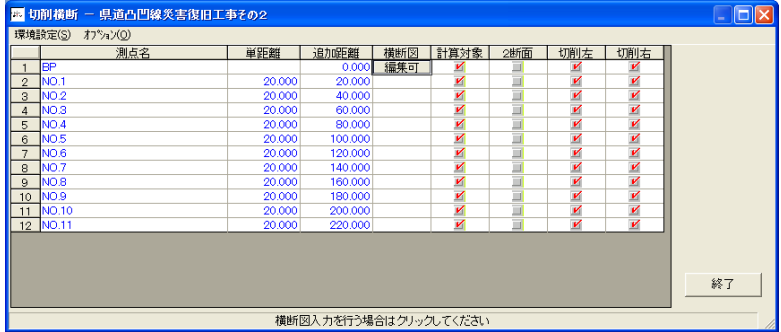 切削横断 － 県道凸凹線災害復旧工事その2
環境設定(S) オプション(O)
測点名 単距離 追加距離 横断図 計算対象 2断面 切削左 切削右
1 BP 0.000 編集可
2 NO.1 20.000 20.000
3 NO.2 20.000 40.000
4 NO.3 20.000 60.000
5 NO.4 20.000 80.000
6 NO.5 20.000 100.000
7 NO.6 20.000 120.000
8 NO.7 20.000 140.000
9 NO.8 20.000 160.000
10 NO.9 20.000 180.000
11 NO.10 20.000 200.000
12 NO.11 20.000 220.000
終了
横断図入力を行う場合はクリックしてください